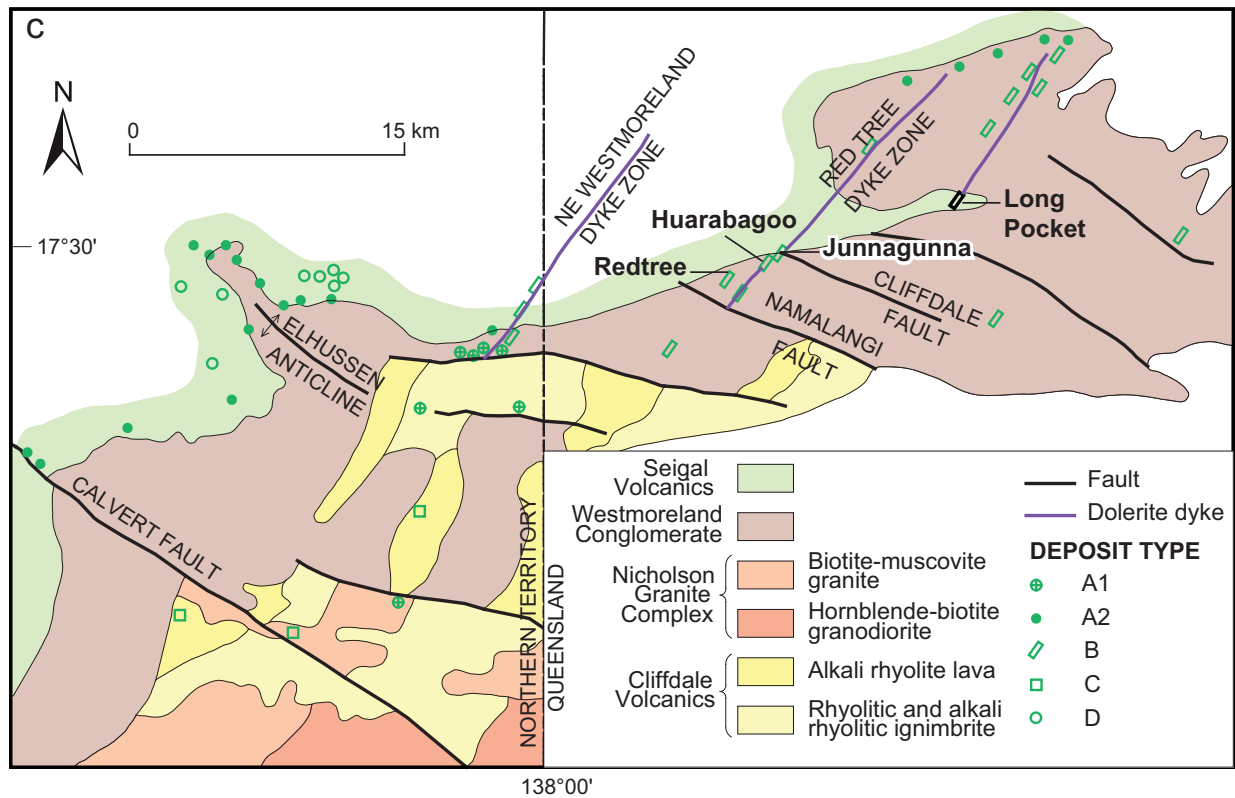 C
N
0
15 km
17°30'
NE WESTMORELAND
DYKE ZONE
RED TREE
DYKE ZONE
Huarabagoo
Long
Pocket
Junnagunna
Redtree
CLIFFDALE
FAULT
NAMALANGI
FAULT
ELHUSSEN
ANTICLINE
CALVERT FAULT
NORTHERN TERRITORY
QUEENSLAND
Seigal
Volcanics
Westmoreland
Conglomerate
Nicholson
Granite
Complex
Biotite-muscovite
granite
Hornblende-biotite
granodiorite
Cliffdale
Volcanics
Alkali rhyolite lava
Rhyolitic and alkali
rhyolitic ignimbrite
Fault
Dolerite dyke
DEPOSIT TYPE
A1
A2
B
C
D
138°00'